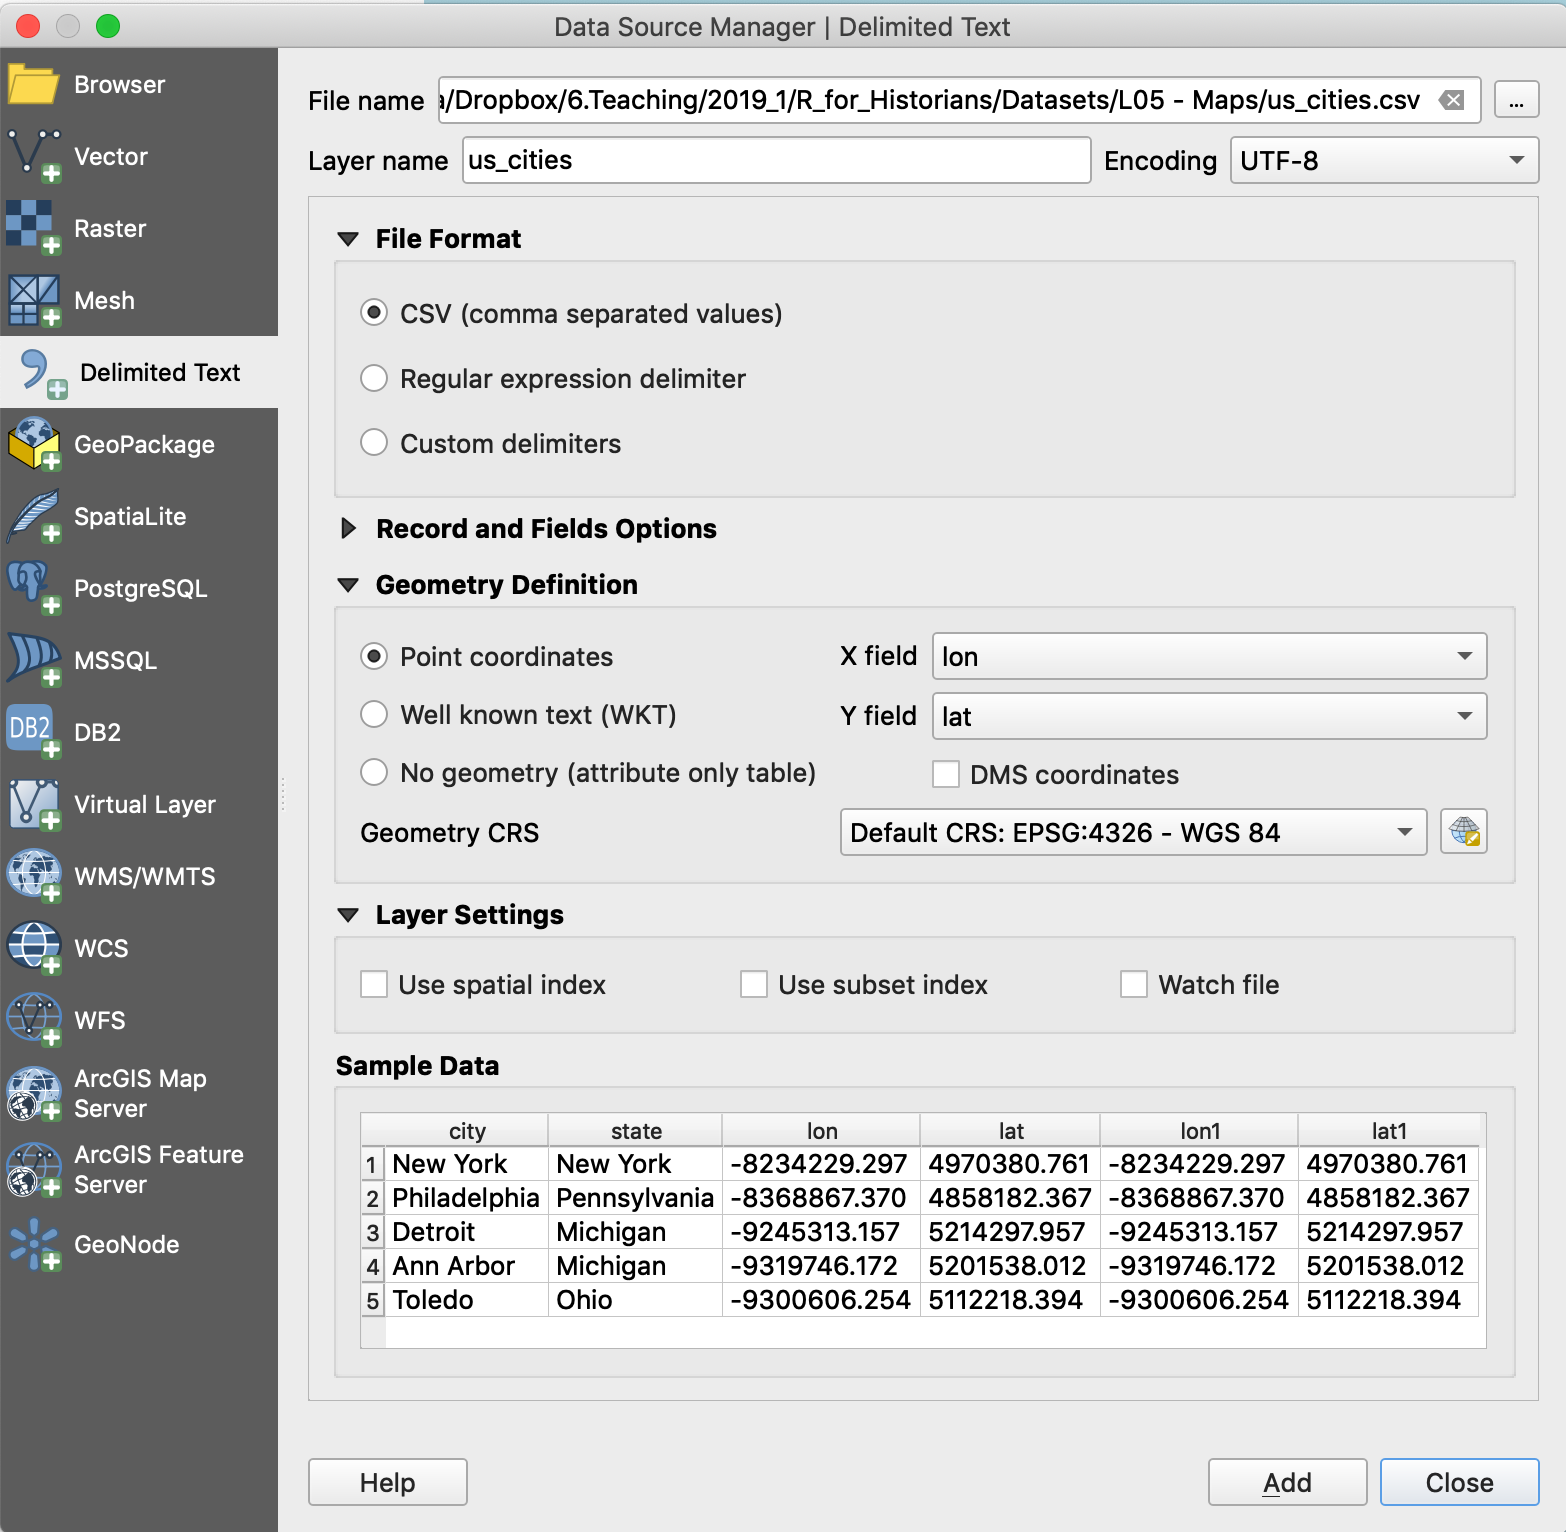 Data Source Manager | Delimited Text
Browser
Vector
Raster
Mesh
Delimited Text
GeoPackage
SpatiaLite
PostgreSQL
MSSQL
DB2
DB2
Virtual Layer
WMS/WMTS
WCS
WFS
ArcGIS Map
Server
ArcGIS Feature
Server
GeoNode
File name /Dropbox/6.Teaching/2019_1/R_for_Historians/Datasets/L05 - Maps/us_cities.csv ...
Layer name us_cities Encoding UTF-8
File Format
CSV (comma separated values)
Regular expression delimiter
Custom delimiters
Record and Fields Options
Geometry Definition
Point coordinates X field lon
Well known text (WKT) Y field lat
No geometry (attribute only table) DMS coordinates
Geometry CRS Default CRS: EPSG:4326 - WGS 84
Layer Settings
Use spatial index Use subset index Watch file
Sample Data
city state lon lat lon1 lat1
1 New York New York -8234229.297 4970380.761 -8234229.297 4970380.761
2 Philadelphia Pennsylvania -8368867.370 4858182.367 -8368867.370 4858182.367
3 Detroit Michigan -9245313.157 5214297.957 -9245313.157 5214297.957
4 Ann Arbor Michigan -9319746.172 5201538.012 -9319746.172 5201538.012
5 Toledo Ohio -9300606.254 5112218.394 -9300606.254 5112218.394
Help Add Close